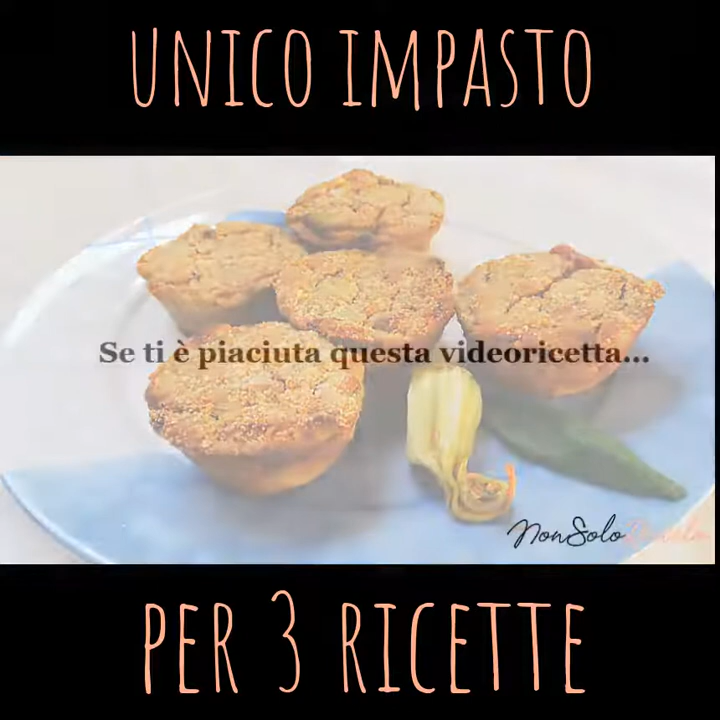 UNICO IMPASTO
Se ti è piaciuta questa videoricetta...
NonSolo
PER 3 RICETTE